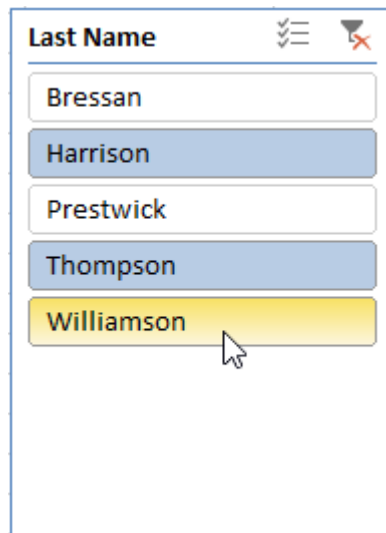 Last Name
Bressan
Harrison
Prestwick
Thompson
Williamson